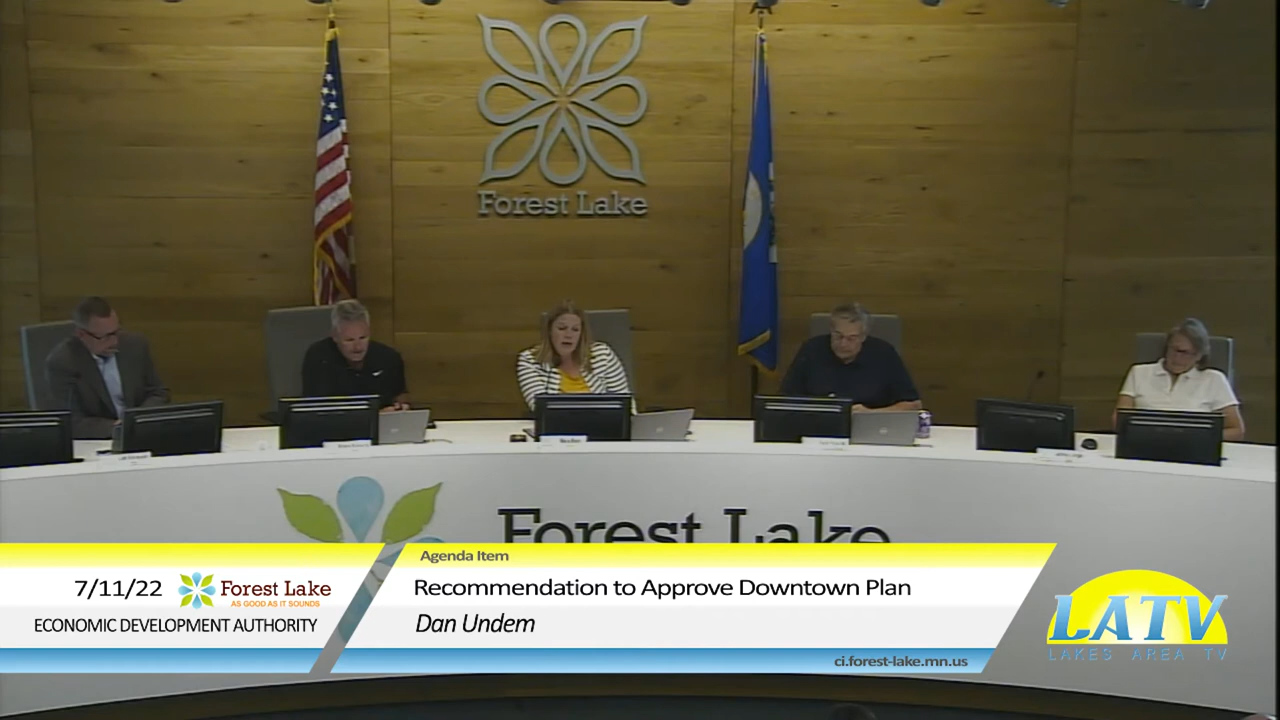 Forest Lake
Forest Lake
Agenda Item
7/11/22
Forest Lake
AS GOOD AS IT SOUNDS
ECONOMIC DEVELOPMENT AUTHORITY
Recommendation to Approve Downtown Plan
Dan Undem
ci.forest-lake.mn.us
LATV
LAKES AREA TV